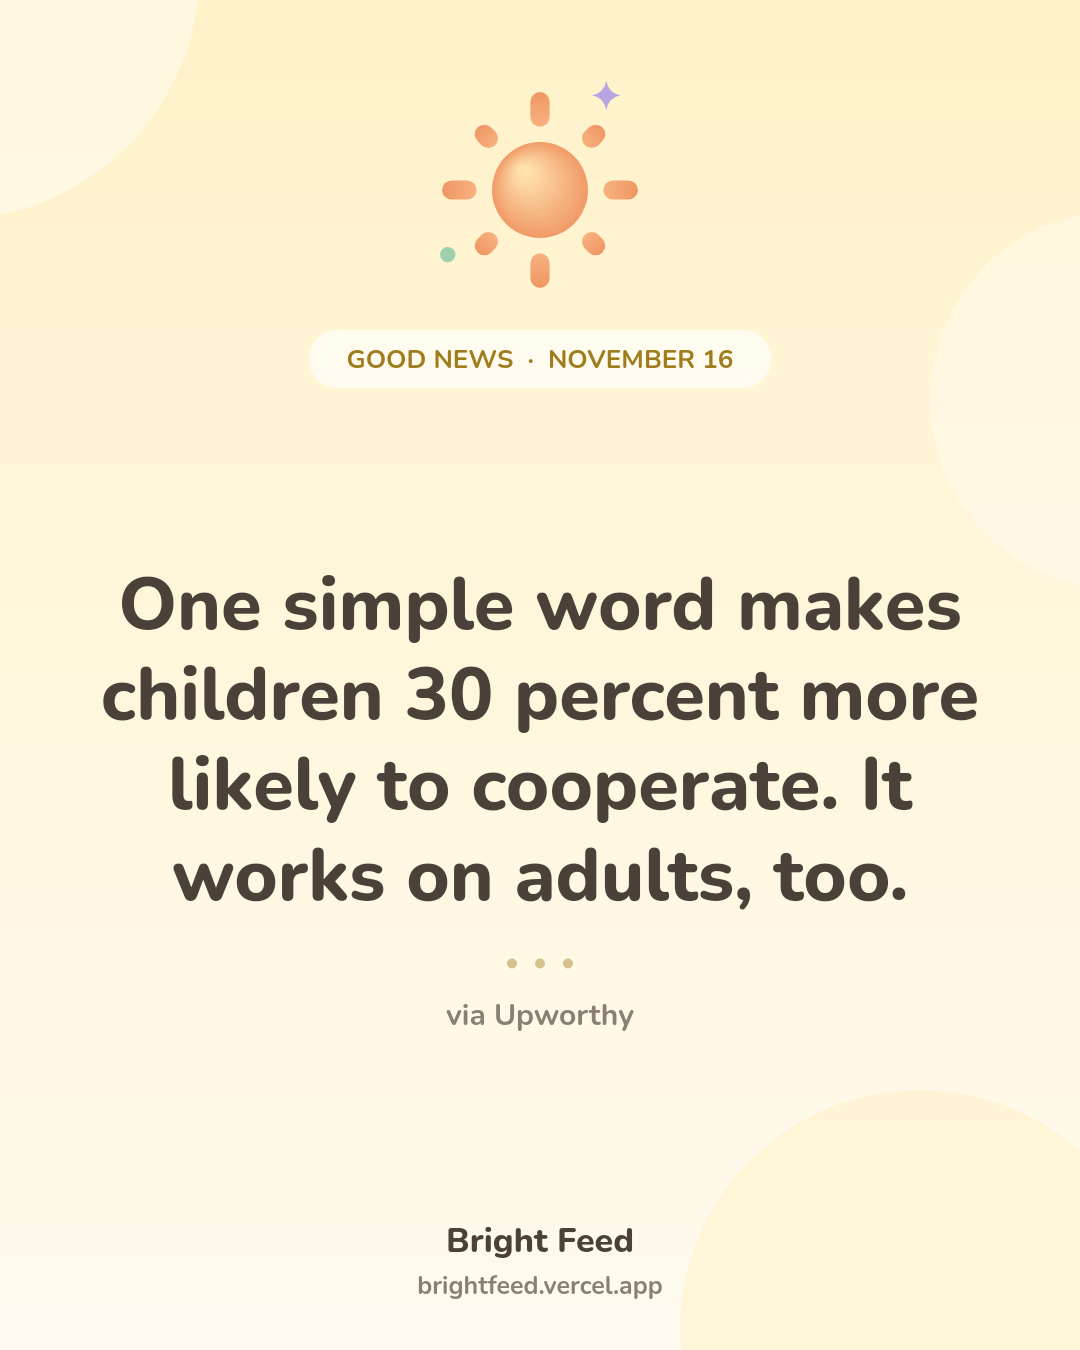 GOOD NEWS · NOVEMBER 16
One simple word makes
children 30 percent more
likely to cooperate. It
works on adults, too.
via Upworthy
Bright Feed
brightfeed.vercel.app